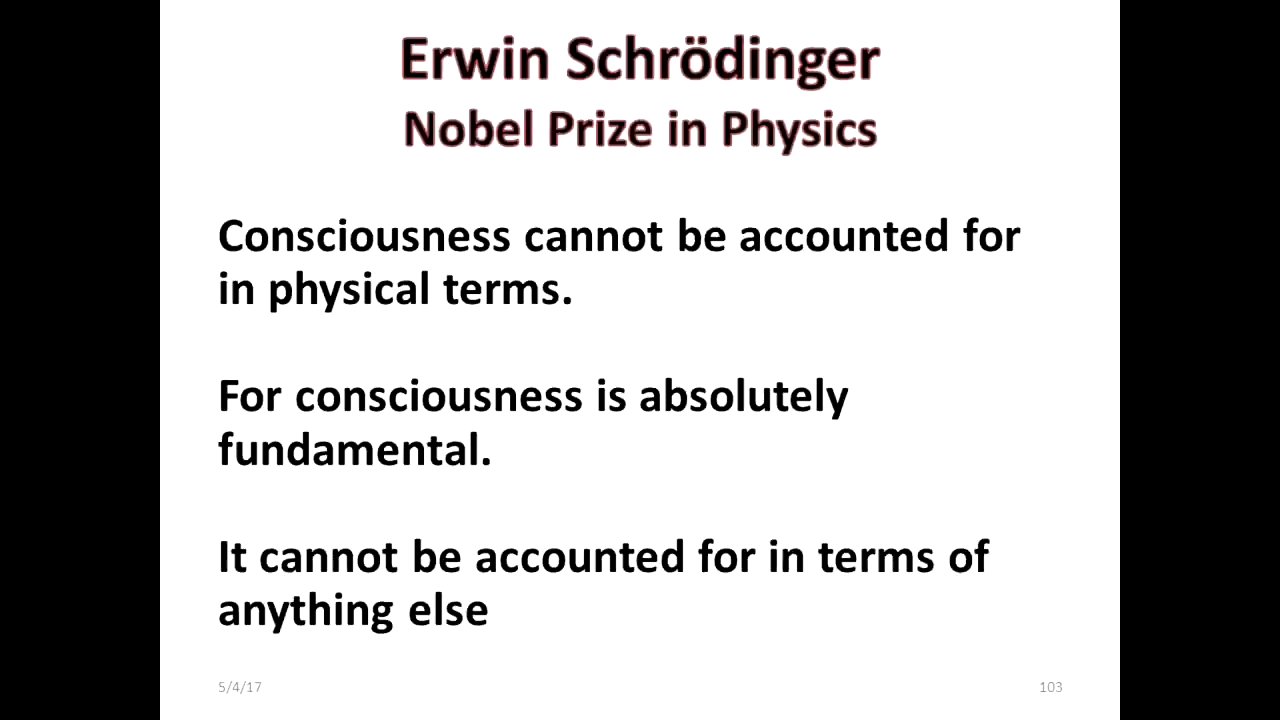 Erwin Schrödinger
Nobel Prize in Physics
Consciousness cannot be accounted for
in physical terms.
For consciousness is absolutely
fundamental.
It cannot be accounted for in terms of
anything else
5/4/17
103